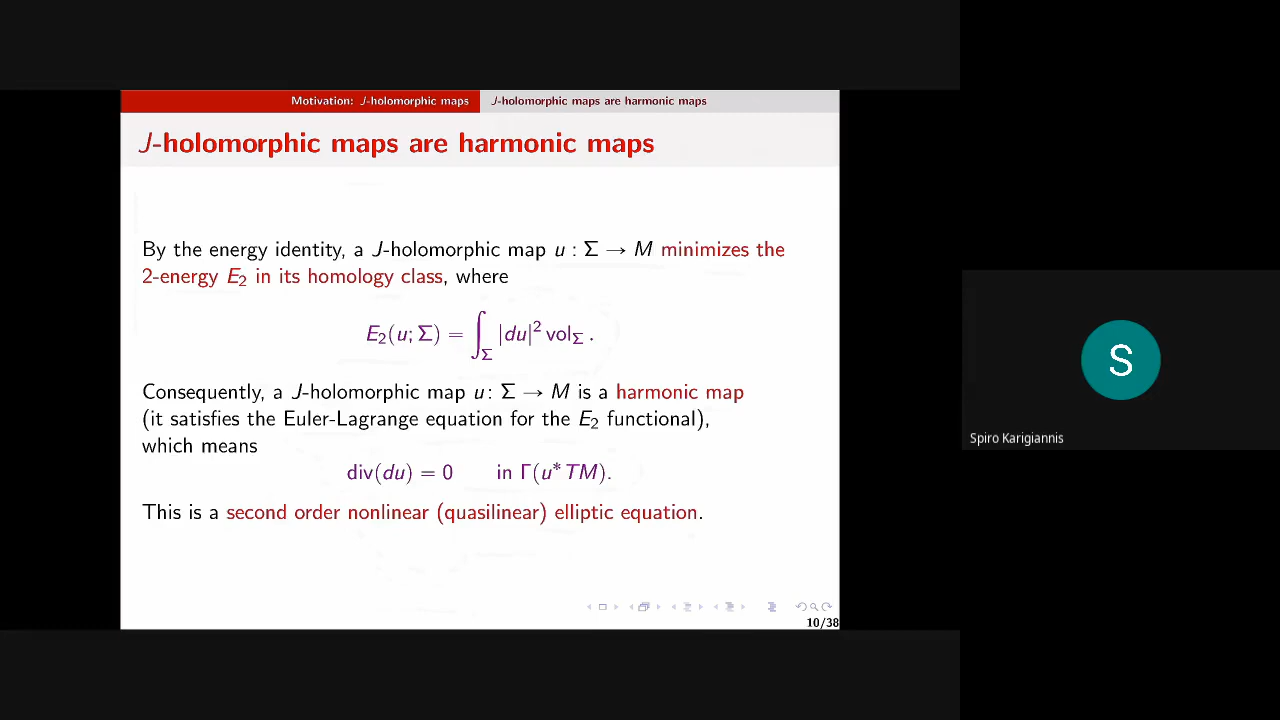 Motivation: J-holomorphic maps J-holomorphic maps are harmonic maps
J-holomorphic maps are harmonic maps
By the energy identity, a J-holomorphic map u : Σ → M minimizes the
2-energy E₂ in its homology class, where
E₂(u; Σ) = ∫_Σ |du|² vol_Σ .
Consequently, a J-holomorphic map u: Σ → M is a harmonic map
(it satisfies the Euler-Lagrange equation for the E₂ functional),
which means
div(du) = 0 in Γ(u*TM).
This is a second order nonlinear (quasilinear) elliptic equation.
10/38
S
Spiro Karigiannis